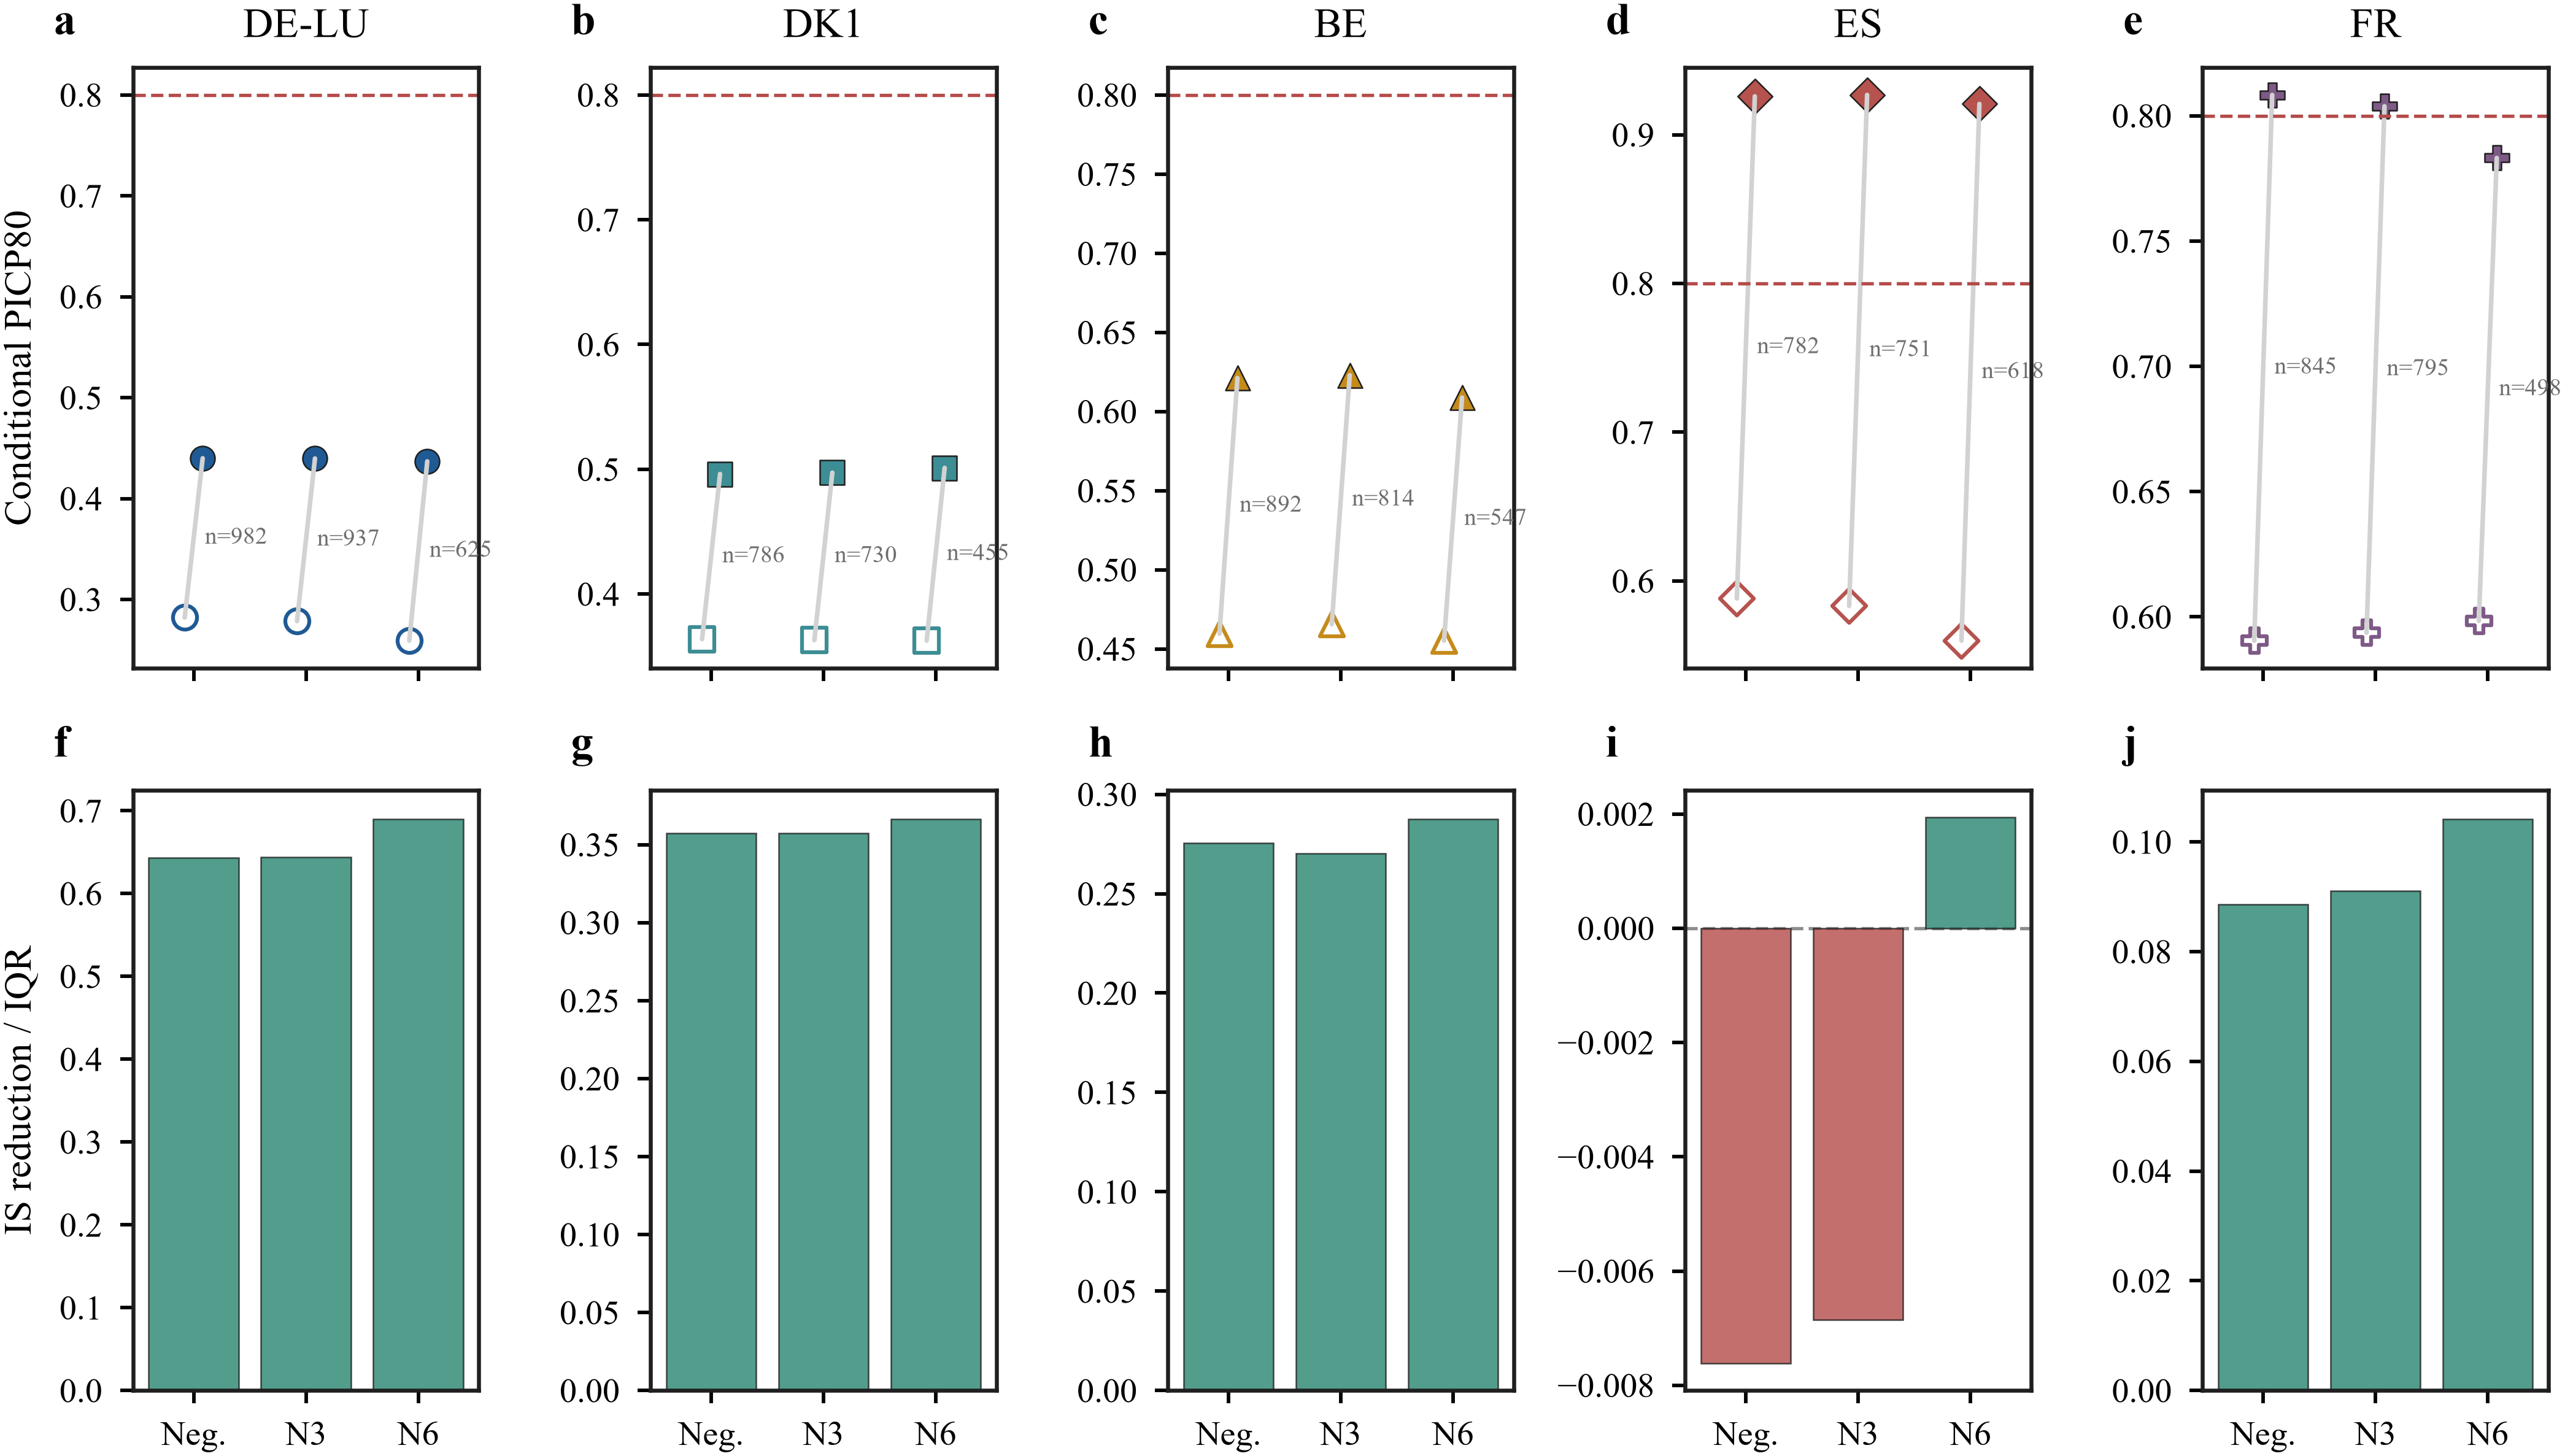 a DE-LU
b DK1
c BE
d ES
e FR
Conditional PICP80
0.8
0.7
0.6
0.5
0.4
0.3
n=982
n=937
n=625
0.8
0.7
0.6
0.5
0.4
n=786
n=730
n=455
0.80
0.75
0.70
0.65
0.60
0.55
0.50
0.45
n=892
n=814
n=547
0.9
0.8
0.7
0.6
n=782
n=751
n=618
0.80
0.75
0.70
0.65
0.60
n=845
n=795
n=498
f
g
h
i
j
IS reduction / IQR
0.7
0.6
0.5
0.4
0.3
0.2
0.1
0.0
Neg. N3 N6
0.35
0.30
0.25
0.20
0.15
0.10
0.05
0.00
Neg. N3 N6
0.30
0.25
0.20
0.15
0.10
0.05
0.00
Neg. N3 N6
0.002
0.000
−0.002
−0.004
−0.006
−0.008
Neg. N3 N6
0.10
0.08
0.06
0.04
0.02
0.00
Neg. N3 N6